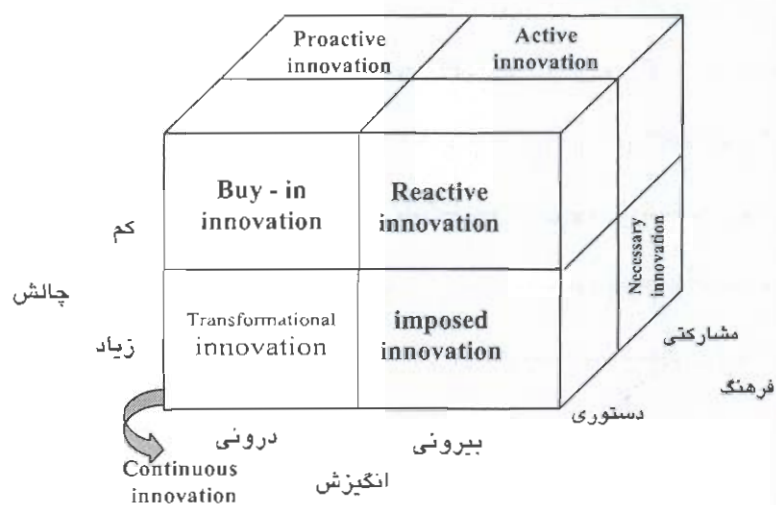 Proactive
innovation
Active
innovation
Buy - in
innovation
Reactive
innovation
Necessary
innovation
Transformational
innovation
imposed
innovation
کم
چالش
زیاد
مشارکتی
فرهنگ
دستوری
درونی
بیرونی
انگیزش
Continuous
innovation